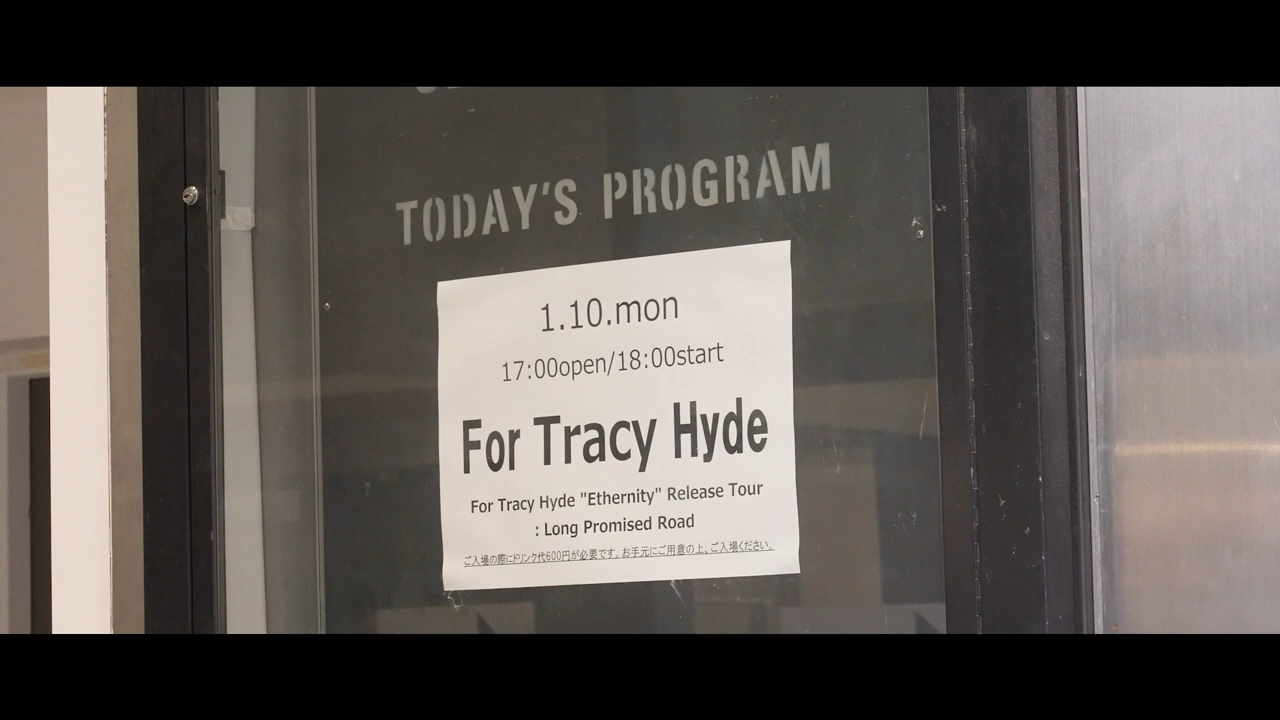 TODAY'S PROGRAM
1.10.mon
17:00open/18:00start
For Tracy Hyde
For Tracy Hyde "Ethernity" Release Tour
: Long Promised Road
ご入場の際にドリンク代600円が必要です。お手元にご用意の上、ご入場ください。